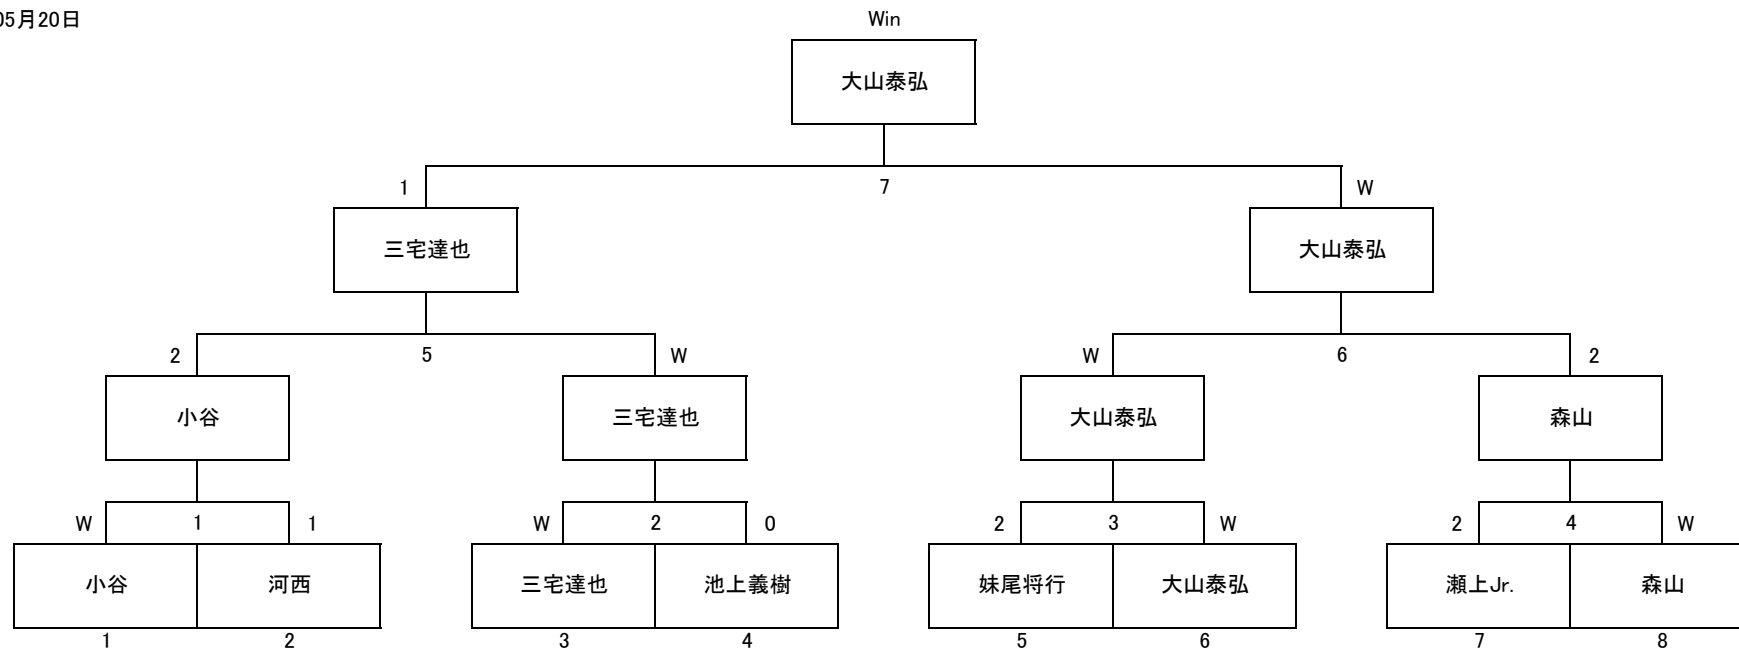 05月20日
Win
大山泰弘
1 7 W
三宅達也 大山泰弘
2 5 W W 6 2
小谷 三宅達也 大山泰弘 森山
W 1 1 W 2 0 2 3 W 2 4 W
小谷 河西 三宅達也 池上義樹 妹尾将行 大山泰弘 瀬上Jr. 森山
1 2 3 4 5 6 7 8